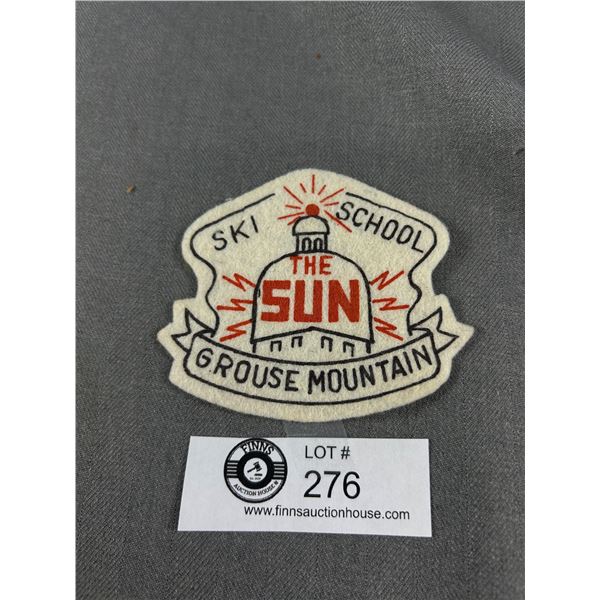 SKI SCHOOL
THE
SUN
GROUSE MOUNTAIN
FINNS
AUCTION HOUSE
LOT #
276
www.finnsauctionhouse.com